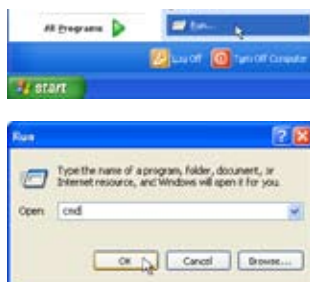 All Programs
Run...
Log Off
Turn Off Computer
start
Run
Type the name of a program, folder, document, or
Internet resource, and Windows will open it for you.
Open:
cmd
OK
Cancel
Browse...